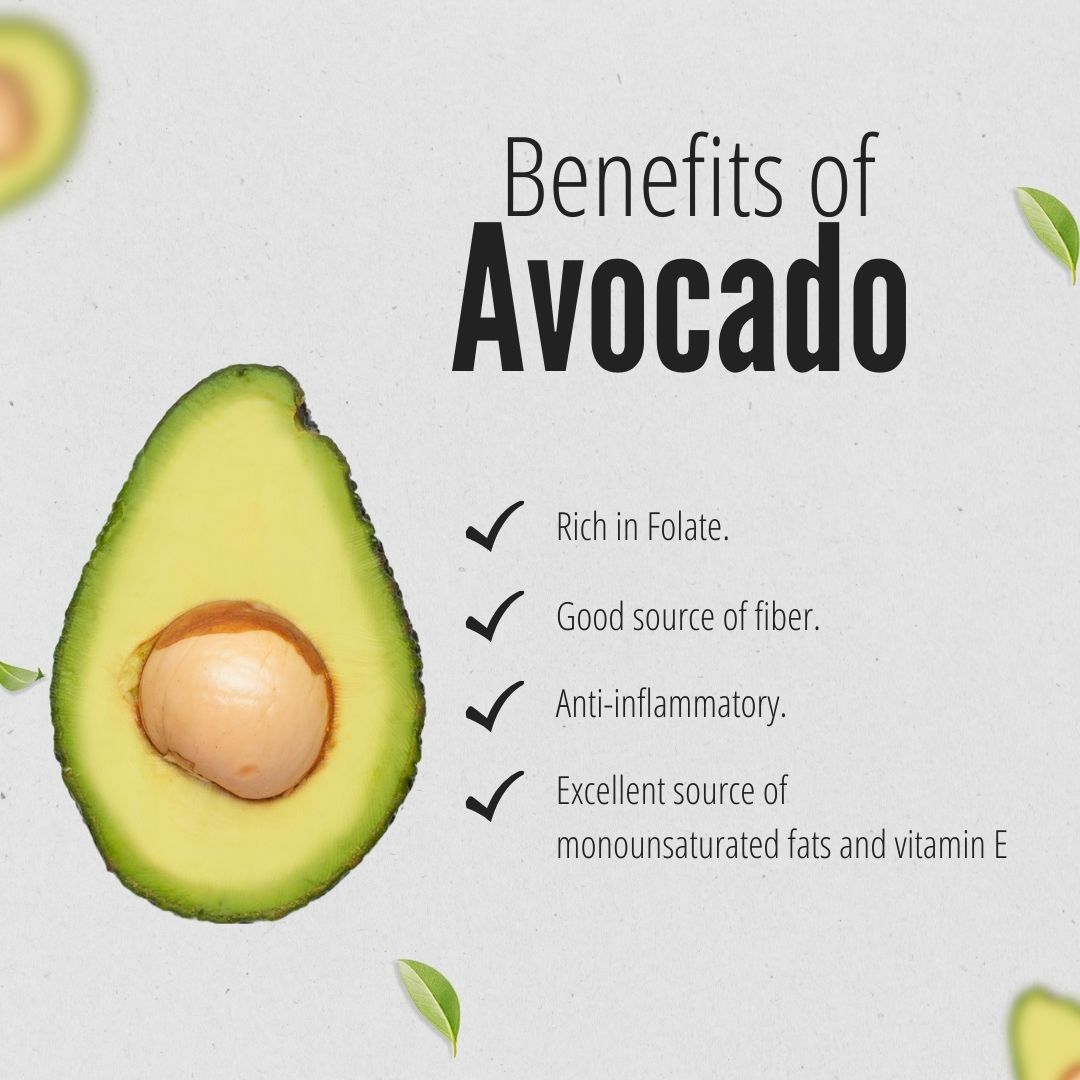 Benefits of
Avocado
Rich in Folate.
Good source of fiber.
Anti-inflammatory.
Excellent source of
monounsaturated fats and vitamin E